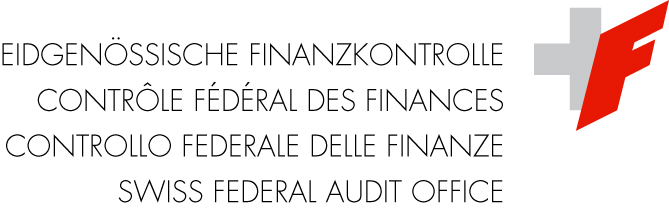 EIDGENÖSSISCHE FINANZKONTROLLE
CONTRÔLE FÉDÉRAL DES FINANCES
CONTROLLO FEDERALE DELLE FINANZE
SWISS FEDERAL AUDIT OFFICE
F